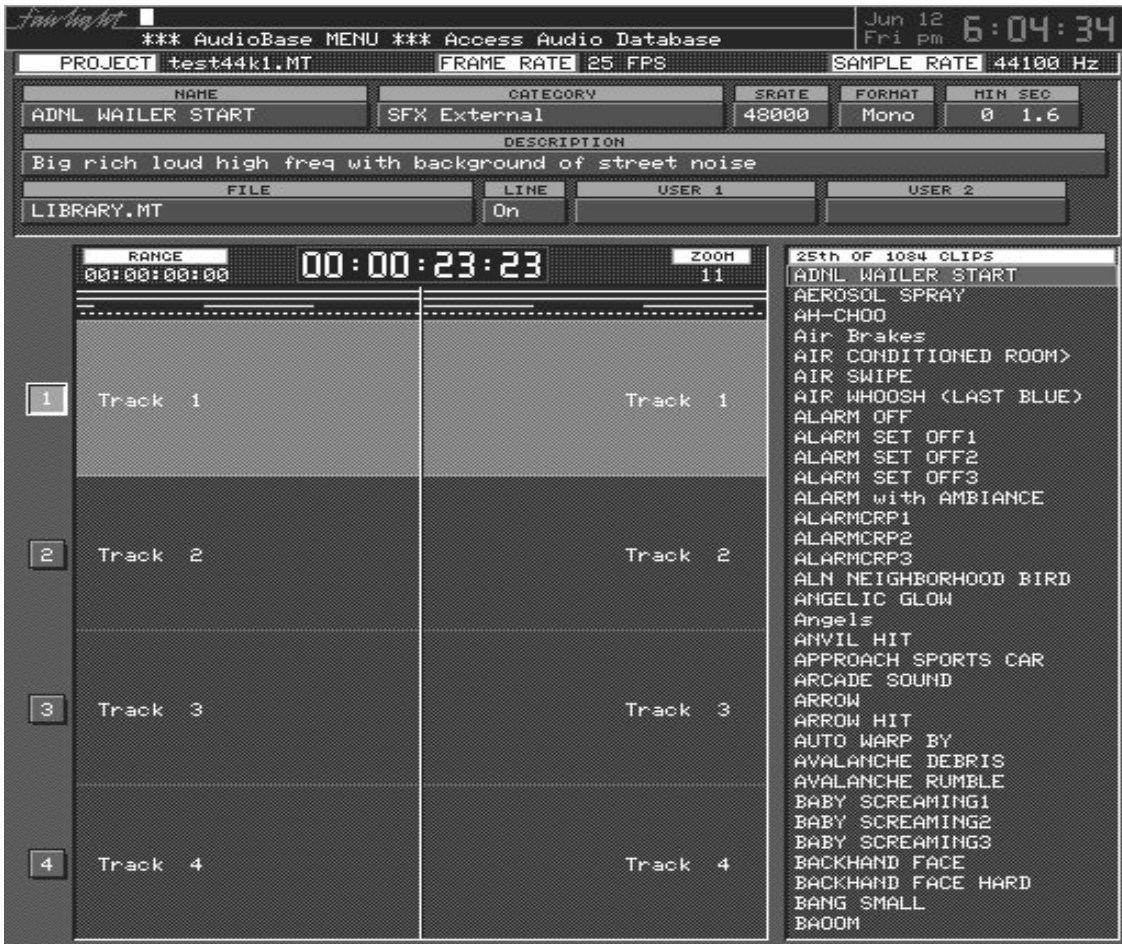 fairlight
Jun 12
Fri pm 6:04:34
*** AudioBase MENU *** Access Audio Database
PROJECT test44k1.MT FRAME RATE 25 FPS SAMPLE RATE 44100 Hz
NAME CATEGORY SRATE FORMAT MIN SEC
ADNL WAILER START SFX External 48000 Mono 0 1.6
DESCRIPTION
Big rich loud high freq with background of street noise
FILE LINE USER 1 USER 2
LIBRARY.MT On
RANGE 00:00:23:23 ZOOM
00:00:00:00 11
1 Track 1 Track 1
2 Track 2 Track 2
3 Track 3 Track 3
4 Track 4 Track 4
25th OF 1084 CLIPS
ADNL WAILER START
AEROSOL SPRAY
AH-CHOO
Air Brakes
AIR CONDITIONED ROOM>
AIR SWIPE
AIR WHOOSH (LAST BLUE)
ALARM OFF
ALARM SET OFF1
ALARM SET OFF2
ALARM SET OFF3
ALARM with AMBIANCE
ALARMCRP1
ALARMCRP2
ALARMCRP3
ALN NEIGHBORHOOD BIRD
ANGELIC GLOW
Angels
ANVIL HIT
APPROACH SPORTS CAR
ARCADE SOUND
ARROW
ARROW HIT
AUTO WARP BY
AVALANCHE DEBRIS
AVALANCHE RUMBLE
BABY SCREAMING1
BABY SCREAMING2
BABY SCREAMING3
BACKHAND FACE
BACKHAND FACE HARD
BANG SMALL
BAOOM